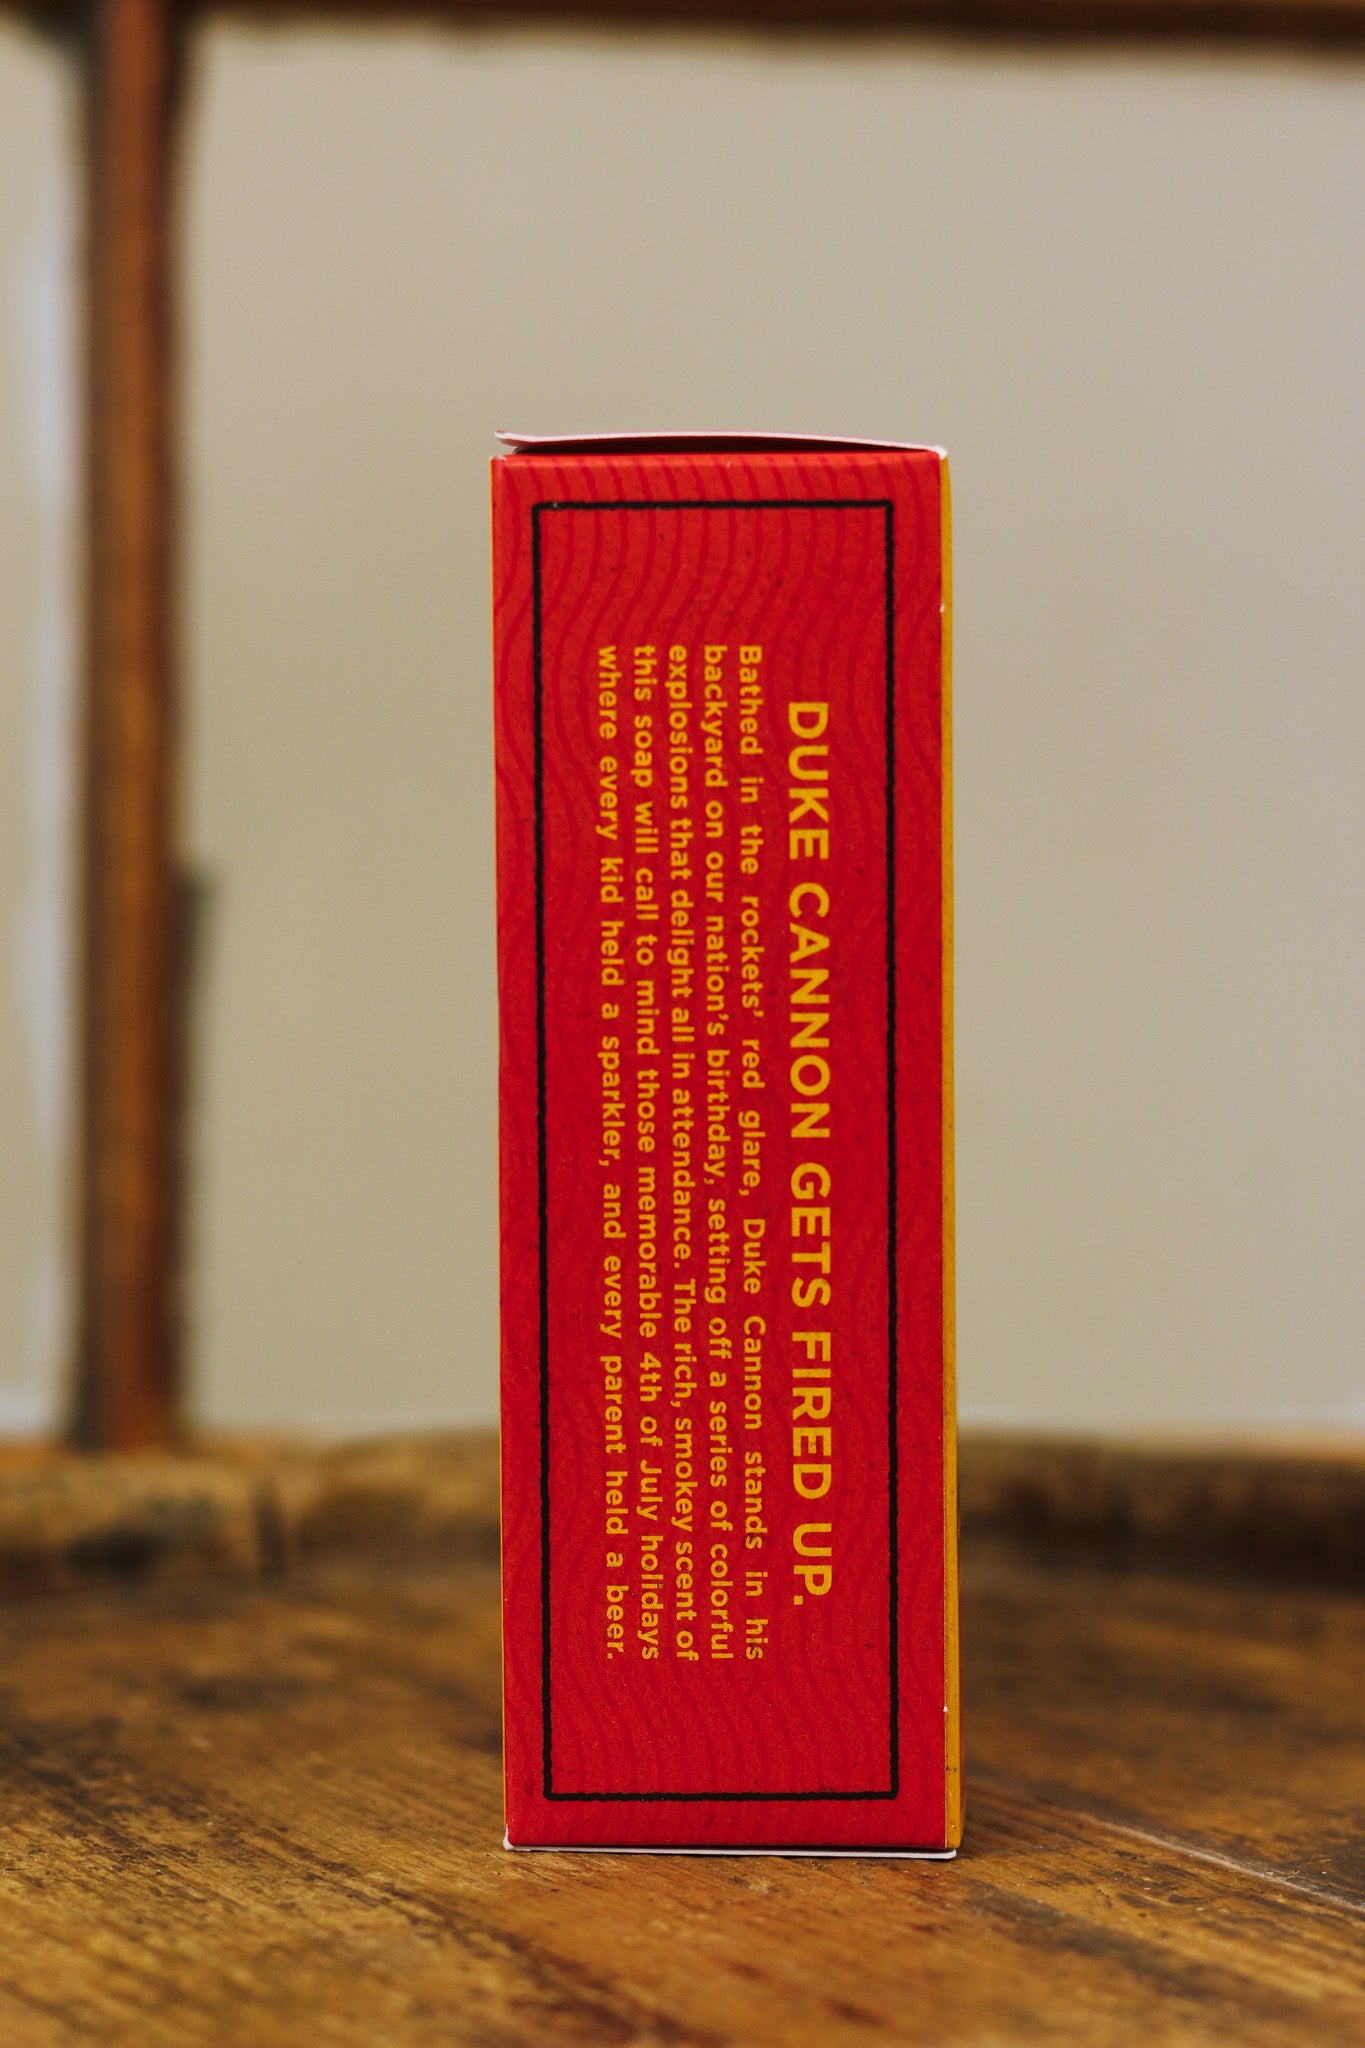 DUKE CANNON GETS FIRED UP.
Bathed in the rockets’ red glare, Duke Cannon stands in his
backyard on our nation’s birthday, setting off a series of colorful
explosions that delight all in attendance. The rich, smokey scent of
this soap will call to mind those memorable 4th of July holidays
where every kid held a sparkler, and every parent held a beer.